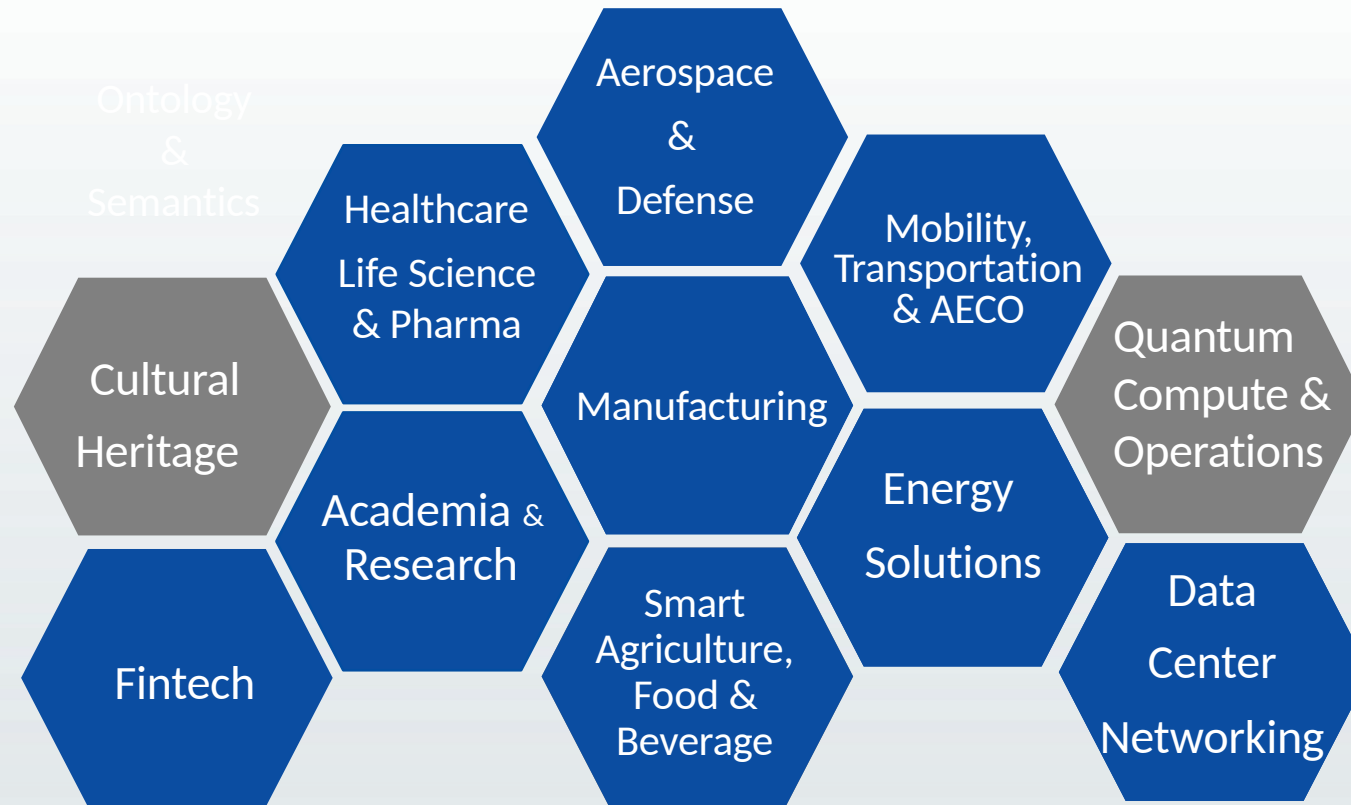 Ontology
&
Semantics
Aerospace
&
Defense
Healthcare
Life Science
& Pharma
Mobility,
Transportation
& AECO
Cultural
Heritage
Manufacturing
Quantum
Compute &
Operations
Academia &
Research
Energy
Solutions
Fintech
Smart
Agriculture,
Food &
Beverage
Data
Center
Networking